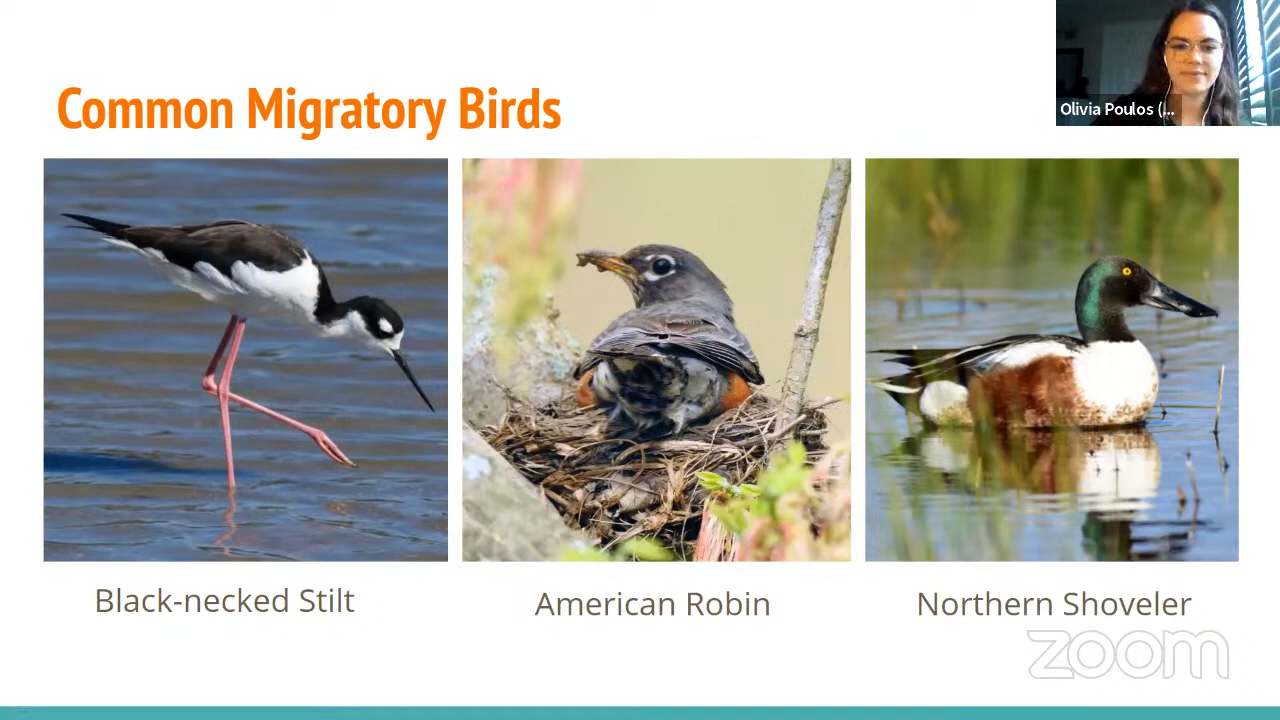 Common Migratory Birds
Olivia Poulos (...
Black-necked Stilt
American Robin
Northern Shoveler
zoom